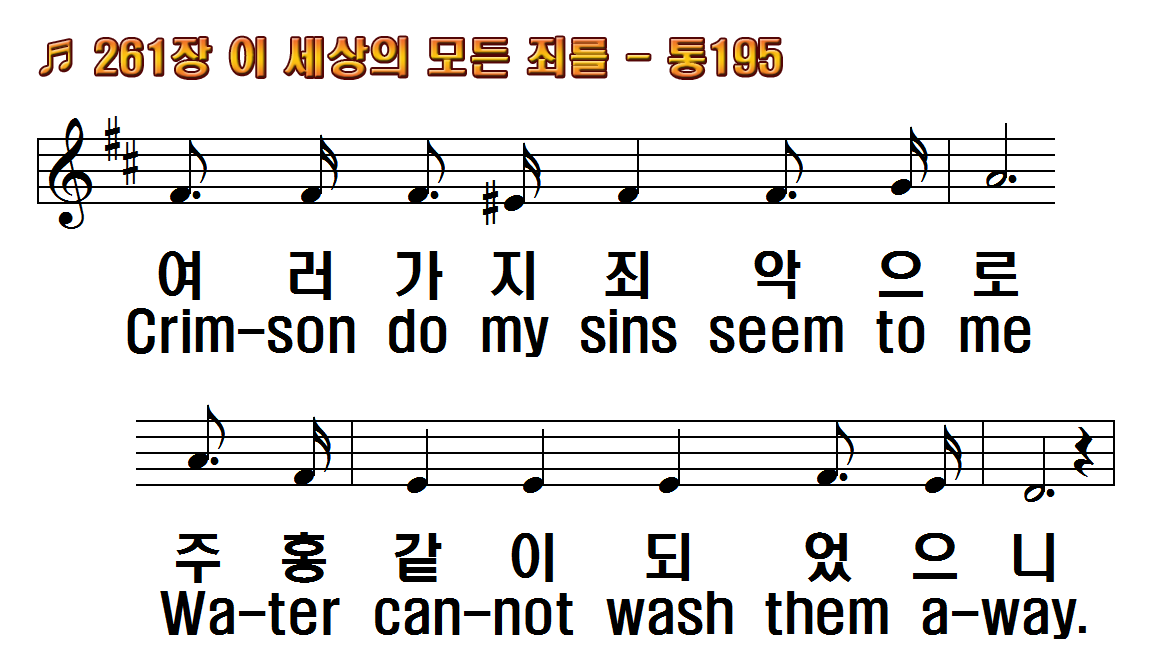 ♬ 261장 이 세상의 모든 죄를 - 통195
여 러 가 지 죄 악 으 로
Crim-son do my sins seem to me
주 홍 같 이 되 었 으 니
Wa-ter can-not wash them a-way.